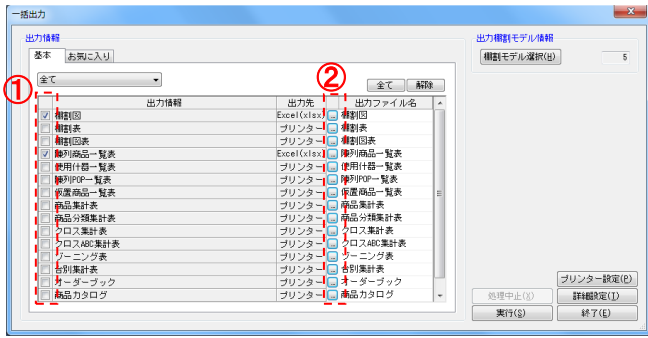 一括出力
出力情報
出力棚割モデル情報
基本 お気に入り
棚割モデル選択(H) 5
全て
① ②
全て 解除
出力情報 出力先 出力ファイル名
棚割図 Excel(xlsx) ... 棚割図
棚割表 プリンター ... 棚割表
棚割図表 プリンター ... 棚割図表
陳列商品一覧表 Excel(xlsx) ... 陳列商品一覧表
使用什器一覧表 プリンター ... 使用什器一覧表
陳列POP一覧表 プリンター ... 陳列POP一覧表
仮置商品一覧表 プリンター ... 仮置商品一覧表
商品集計表 プリンター ... 商品集計表
商品分類集計表 プリンター ... 商品分類集計表
クロス集計表 プリンター ... クロス集計表
クロスABC集計表 プリンター ... クロスABC集計表
ゾーニング表 プリンター ... ゾーニング表
台別集計表 プリンター ... 台別集計表
オーダーブック プリンター ... オーダーブック
商品カタログ プリンター ... 商品カタログ
プリンター設定(P)
処理中止(X) 詳細設定(I)
実行(S) 終了(E)